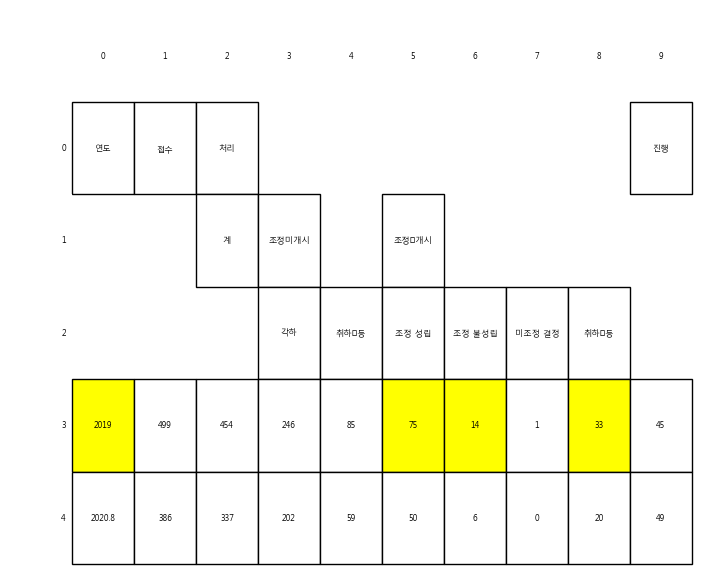 0 1 2 3 4 5 6 7 8 9
0 연도 접수 처리 진행
1 계 조정미개시 조정□개시
2 각하 취하□등 조정 성립 조정 불성립 미조정 결정 취하□등
3 2019 499 454 246 85 75 14 1 33 45
4 2020.8 386 337 202 59 50 6 0 20 49